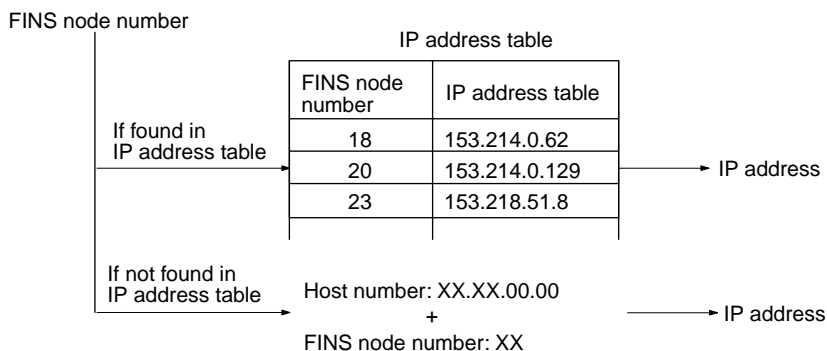 FINS node number
IP address table
FINS node
number
IP address table
18
153.214.0.62
20
153.214.0.129
23
153.218.51.8
If found in
IP address table
IP address
If not found in
IP address table
Host number: XX.XX.00.00
+
FINS node number: XX
IP address